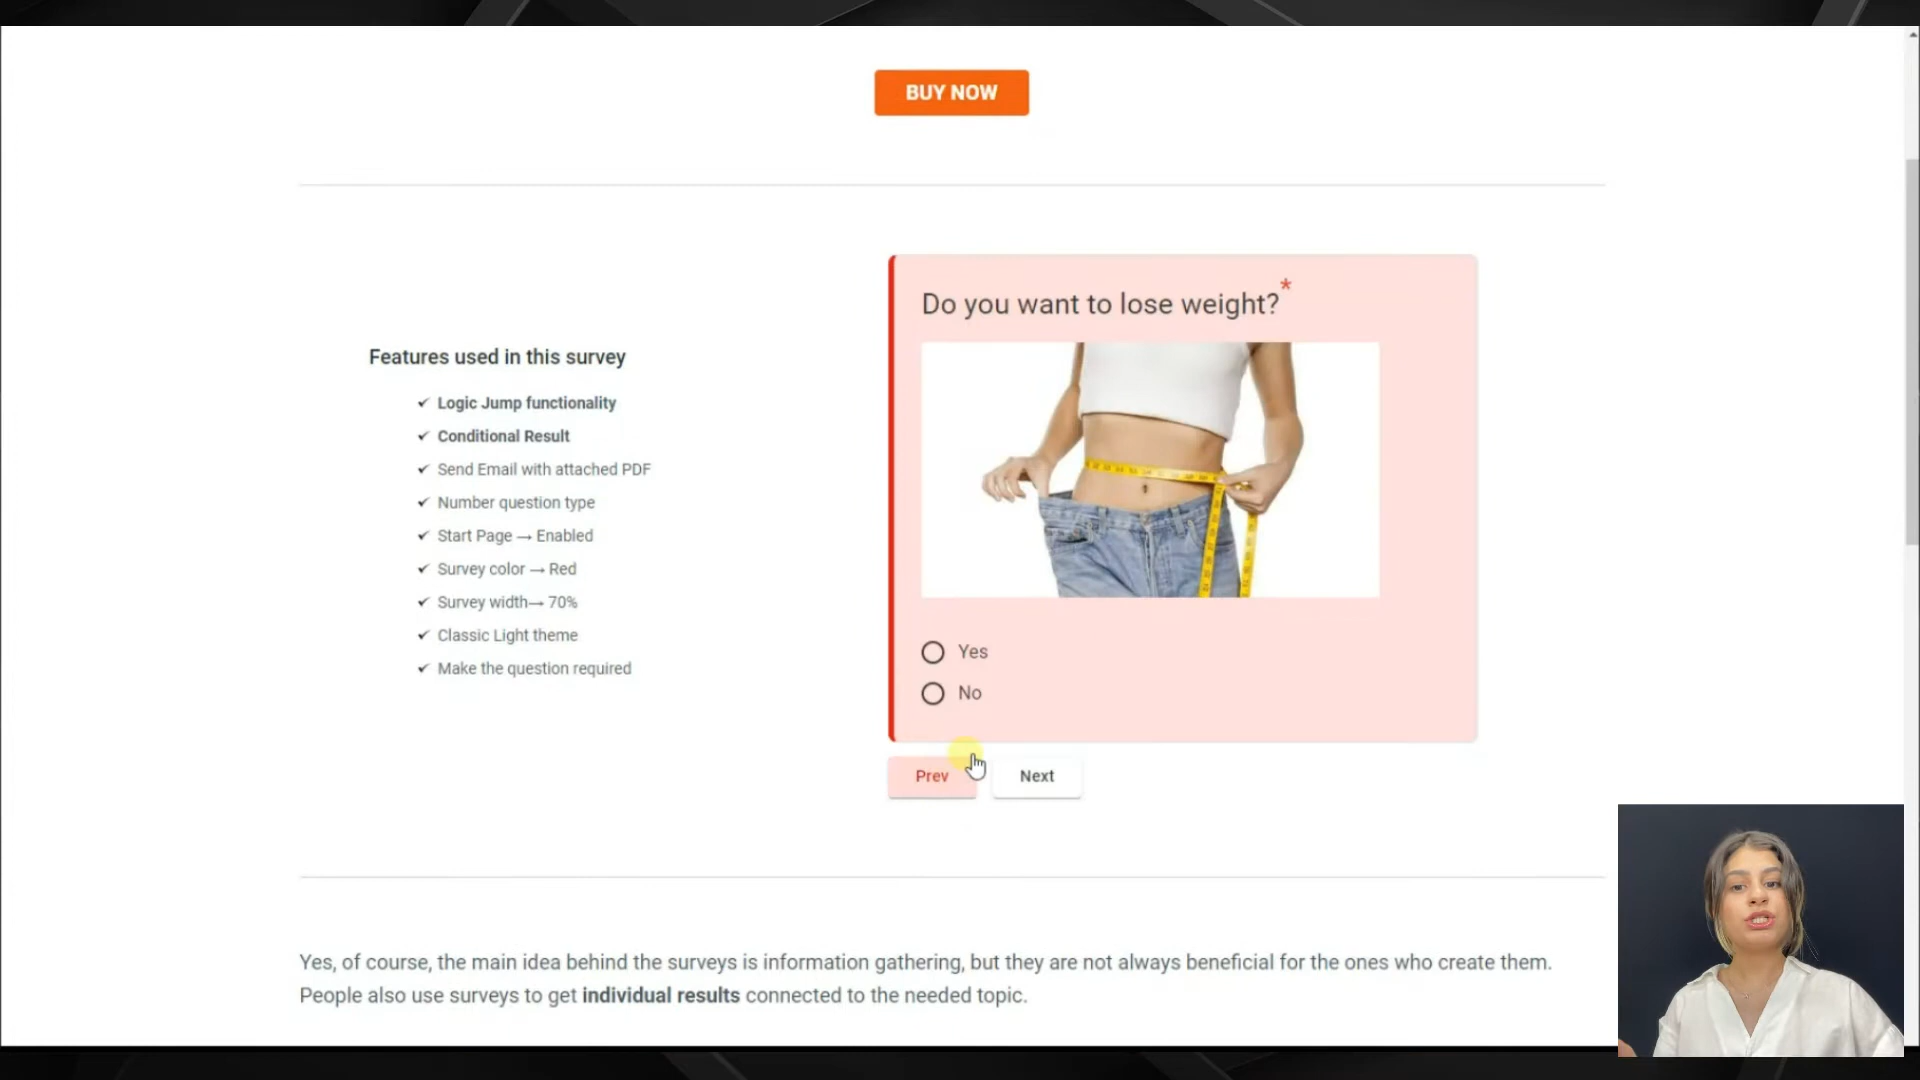 BUY NOW
Features used in this survey
✓ Logic Jump functionality
✓ Conditional Result
✓ Send Email with attached PDF
✓ Number question type
✓ Start Page → Enabled
✓ Survey color → Red
✓ Survey width→ 70%
✓ Classic Light theme
✓ Make the question required
Do you want to lose weight?*
Yes
No
Prev
Next
Yes, of course, the main idea behind the surveys is information gathering, but they are not always beneficial for the ones who create them.
People also use surveys to get individual results connected to the needed topic.